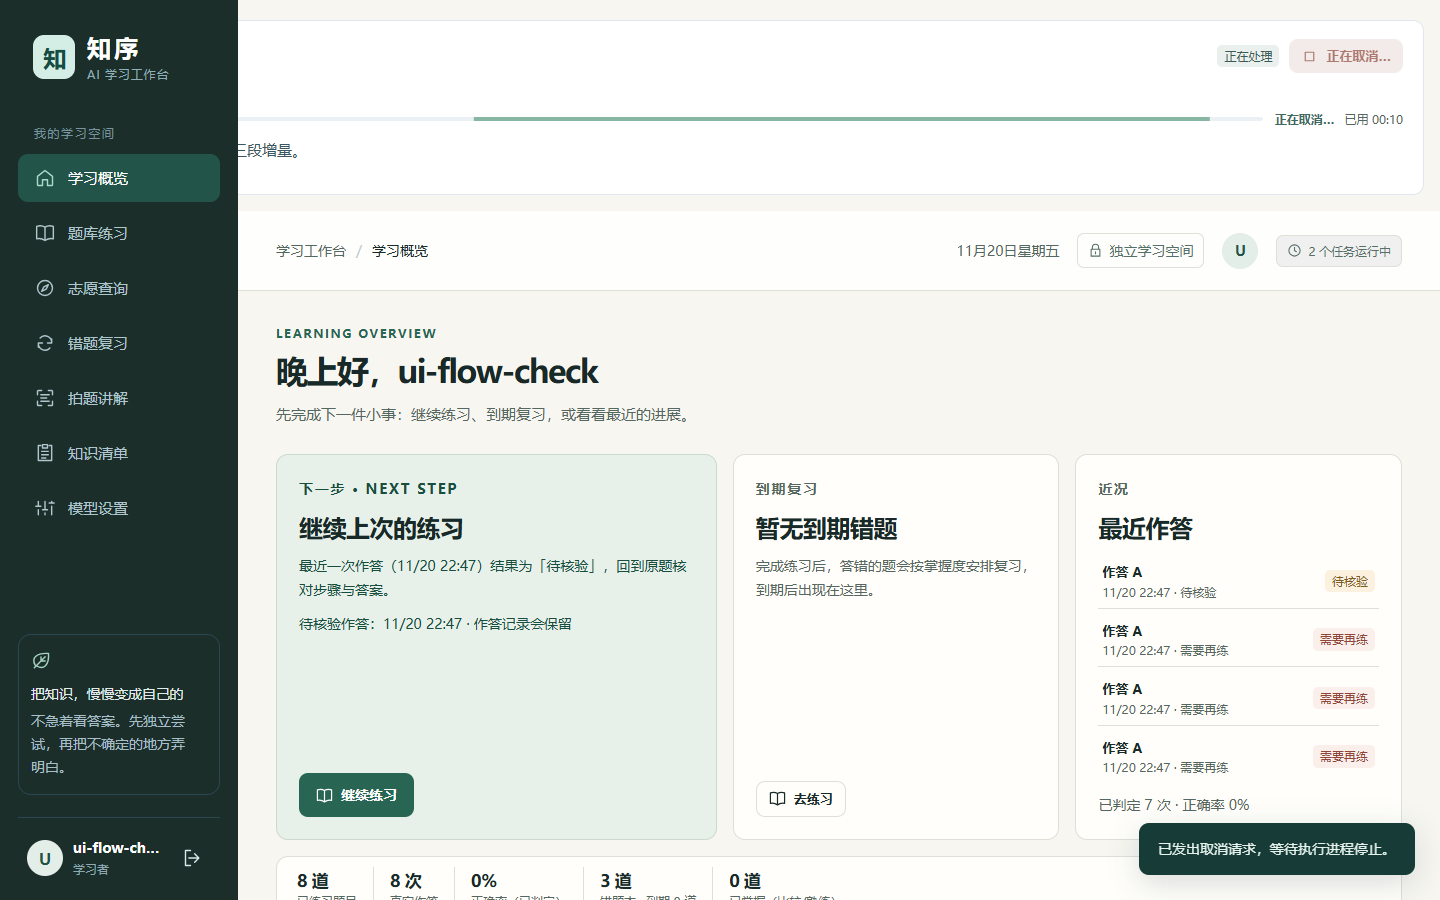 知
知序
AI 学习工作台
我的学习空间
学习概览
题库练习
志愿查询
错题复习
拍题讲解
知识清单
模型设置
把知识，慢慢变成自己的
不急着看答案。先独立尝
试，再把不确定的地方弄
明白。
U
ui-flow-ch...
学习者
正在处理
正在取消...
正在取消... 已用 00:10
三段增量。
学习工作台 / 学习概览
11月20日星期五
独立学习空间
U
2 个任务运行中
LEARNING OVERVIEW
晚上好，ui-flow-check
先完成下一件小事：继续练习、到期复习，或看看最近的进展。
下一步 • NEXT STEP
继续上次的练习
最近一次作答（11/20 22:47）结果为「待核验」，回到原题核
对步骤与答案。
待核验作答：11/20 22:47 · 作答记录会保留
继续练习
到期复习
暂无到期错题
完成练习后，答错的题会按掌握度安排复习，
到期后出现在这里。
去练习
近况
最近作答
作答 A
11/20 22:47 · 待核验
待核验
作答 A
11/20 22:47 · 需要再练
需要再练
作答 A
11/20 22:47 · 需要再练
需要再练
作答 A
11/20 22:47 · 需要再练
需要再练
已判定 7 次 · 正确率 0%
已发出取消请求，等待执行进程停止。
8 道
8 次
0%
3 道
0 道